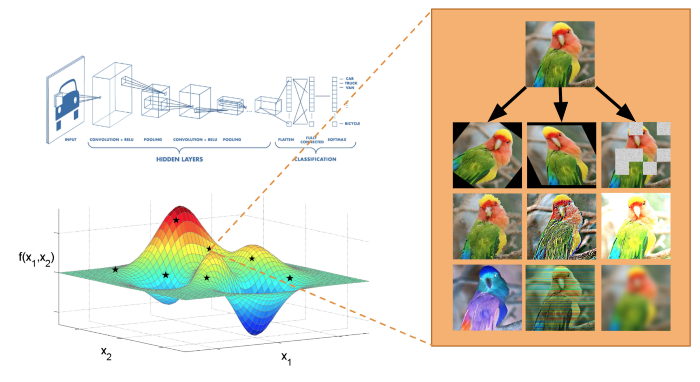 CAR
TRUCK
VAN
BICYCLE
INPUT
CONVOLUTION + RELU
POOLING
CONVOLUTION + RELU
POOLING
FLATTEN
FULLY
CONNECTED
SOFTMAX
HIDDEN LAYERS
CLASSIFICATION
f(x₁,x₂)
x₂
x₁